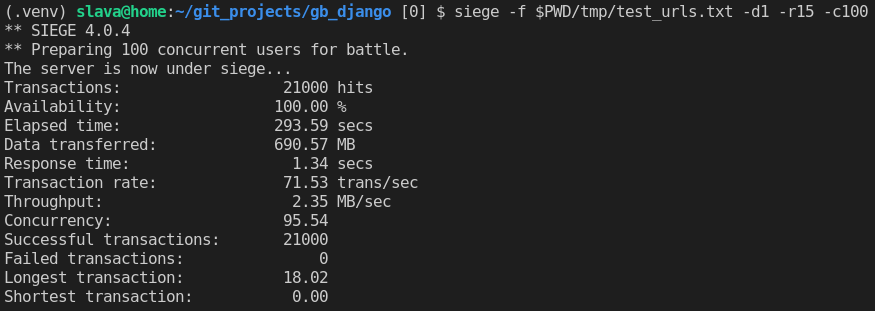 (.venv) slava@home:~/git_projects/gb_django [0] $ siege -f $PWD/tmp/test_urls.txt -d1 -r15 -c100
** SIEGE 4.0.4
** Preparing 100 concurrent users for battle.
The server is now under siege...
Transactions: 21000 hits
Availability: 100.00 %
Elapsed time: 293.59 secs
Data transferred: 690.57 MB
Response time: 1.34 secs
Transaction rate: 71.53 trans/sec
Throughput: 2.35 MB/sec
Concurrency: 95.54
Successful transactions: 21000
Failed transactions: 0
Longest transaction: 18.02
Shortest transaction: 0.00